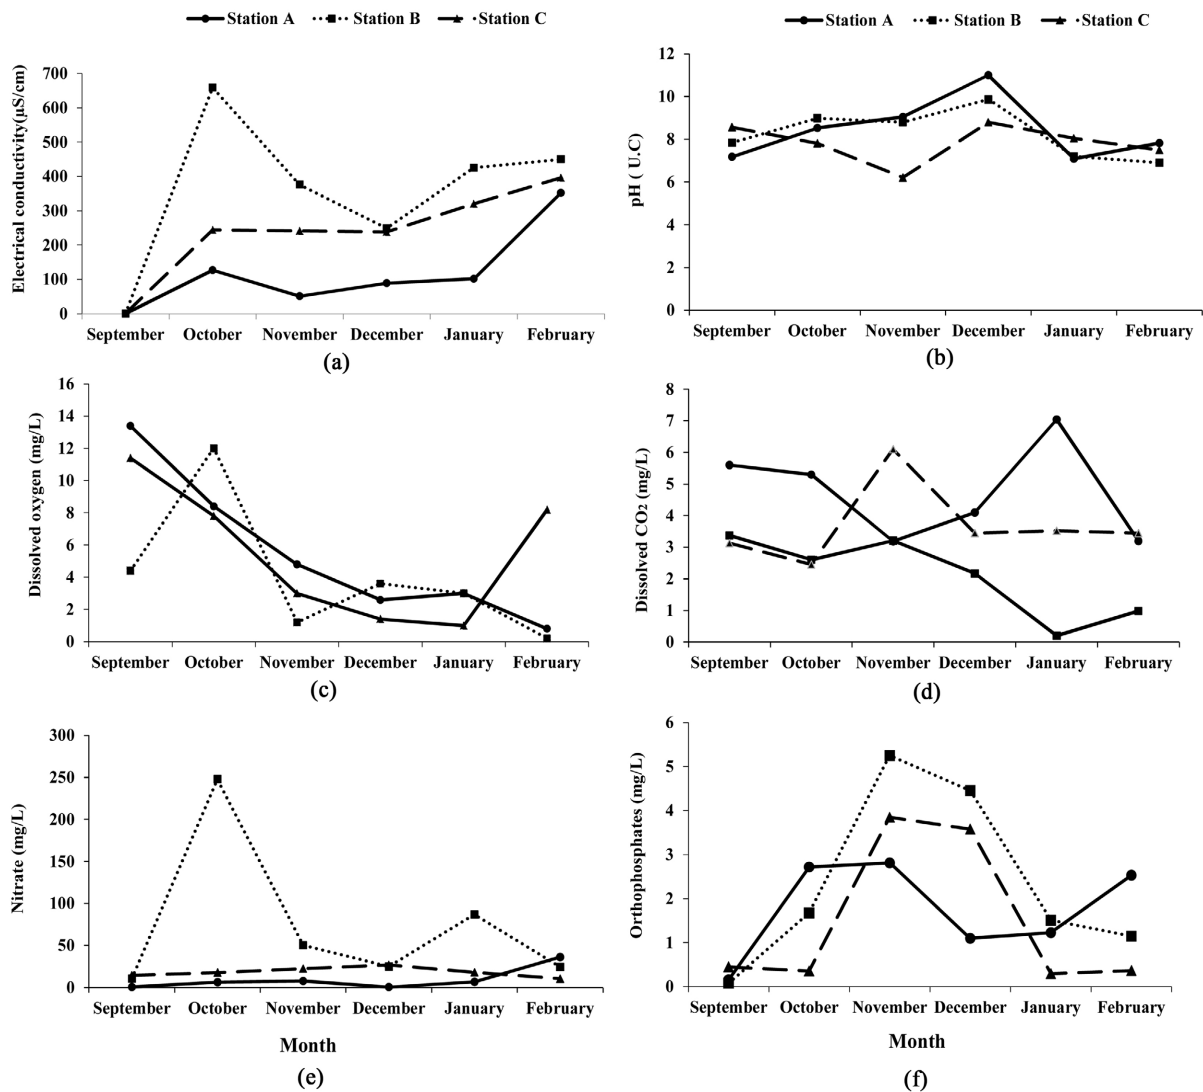 Station A Station B Station C
Station A Station B Station C
Electrical conductivity(µS/cm)
700
600
500
400
300
200
100
0
September October November December January February
(a)
pH ( U.C)
12
10
8
6
4
2
0
September October November December January February
(b)
Dissolved oxygen (mg/L)
16
14
12
10
8
6
4
2
0
September October November December January February
(c)
Dissolved CO₂ (mg/L)
8
7
6
5
4
3
2
1
0
September October November December January February
(d)
Nitrate (mg/L)
300
250
200
150
100
50
0
September October November December January February
Month
(e)
Orthophosphates (mg/L)
6
5
4
3
2
1
0
September October November December January February
Month
(f)